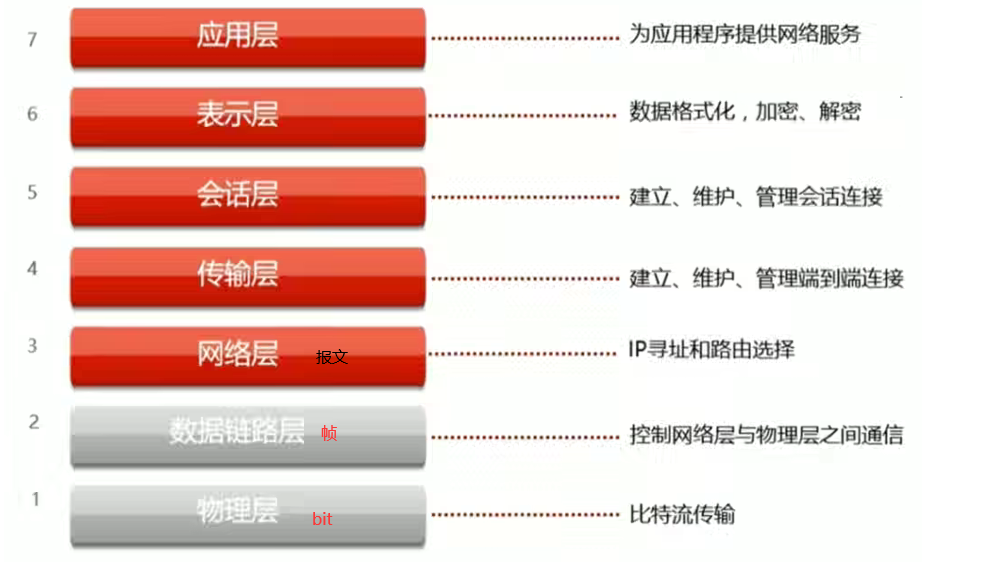 7 应用层 为应用程序提供网络服务
6 表示层 数据格式化，加密、解密
5 会话层 建立、维护、管理会话连接
4 传输层 建立、维护、管理端到端连接
3 网络层 报文 IP寻址和路由选择
2 数据链路层 帧 控制网络层与物理层之间通信
1 物理层 bit 比特流传输